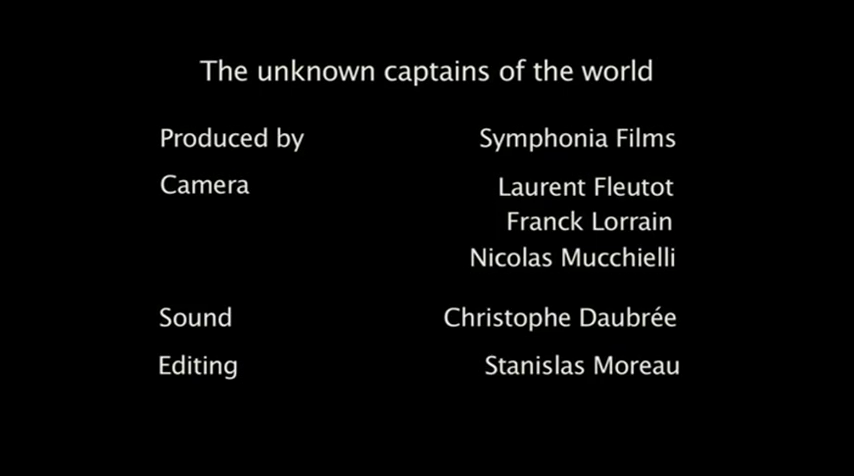 The unknown captains of the world
Produced by Symphonia Films
Camera Laurent Fleutot
Franck Lorrain
Nicolas Mucchielli
Sound Christophe Daubrée
Editing Stanislas Moreau